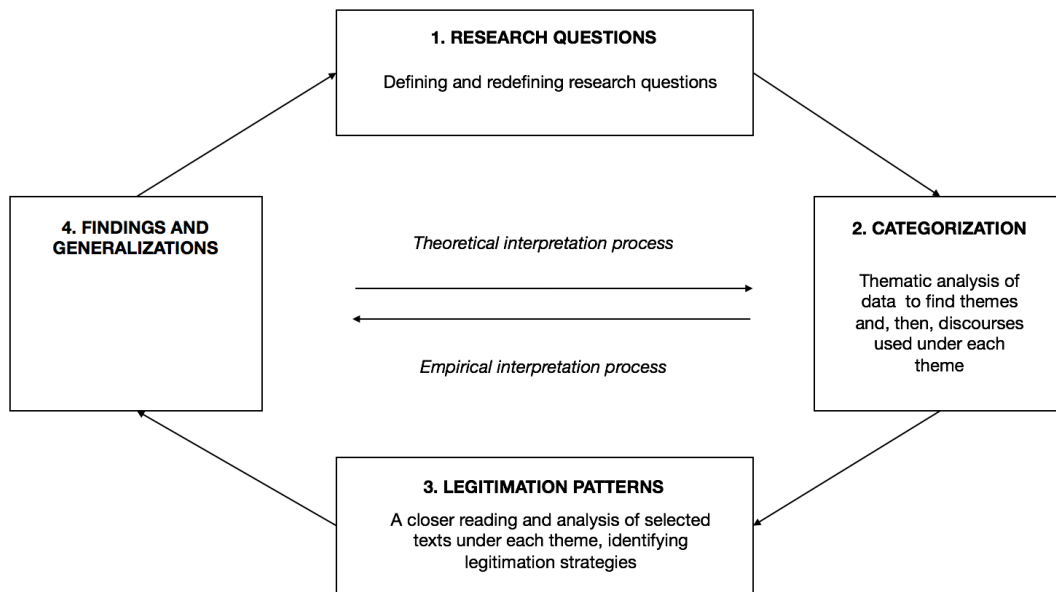 1. RESEARCH QUESTIONS
Defining and redefining research questions
4. FINDINGS AND
GENERALIZATIONS
Theoretical interpretation process
Empirical interpretation process
2. CATEGORIZATION
Thematic analysis of
data to find themes
and, then, discourses
used under each
theme
3. LEGITIMATION PATTERNS
A closer reading and analysis of selected
texts under each theme, identifying
legitimation strategies